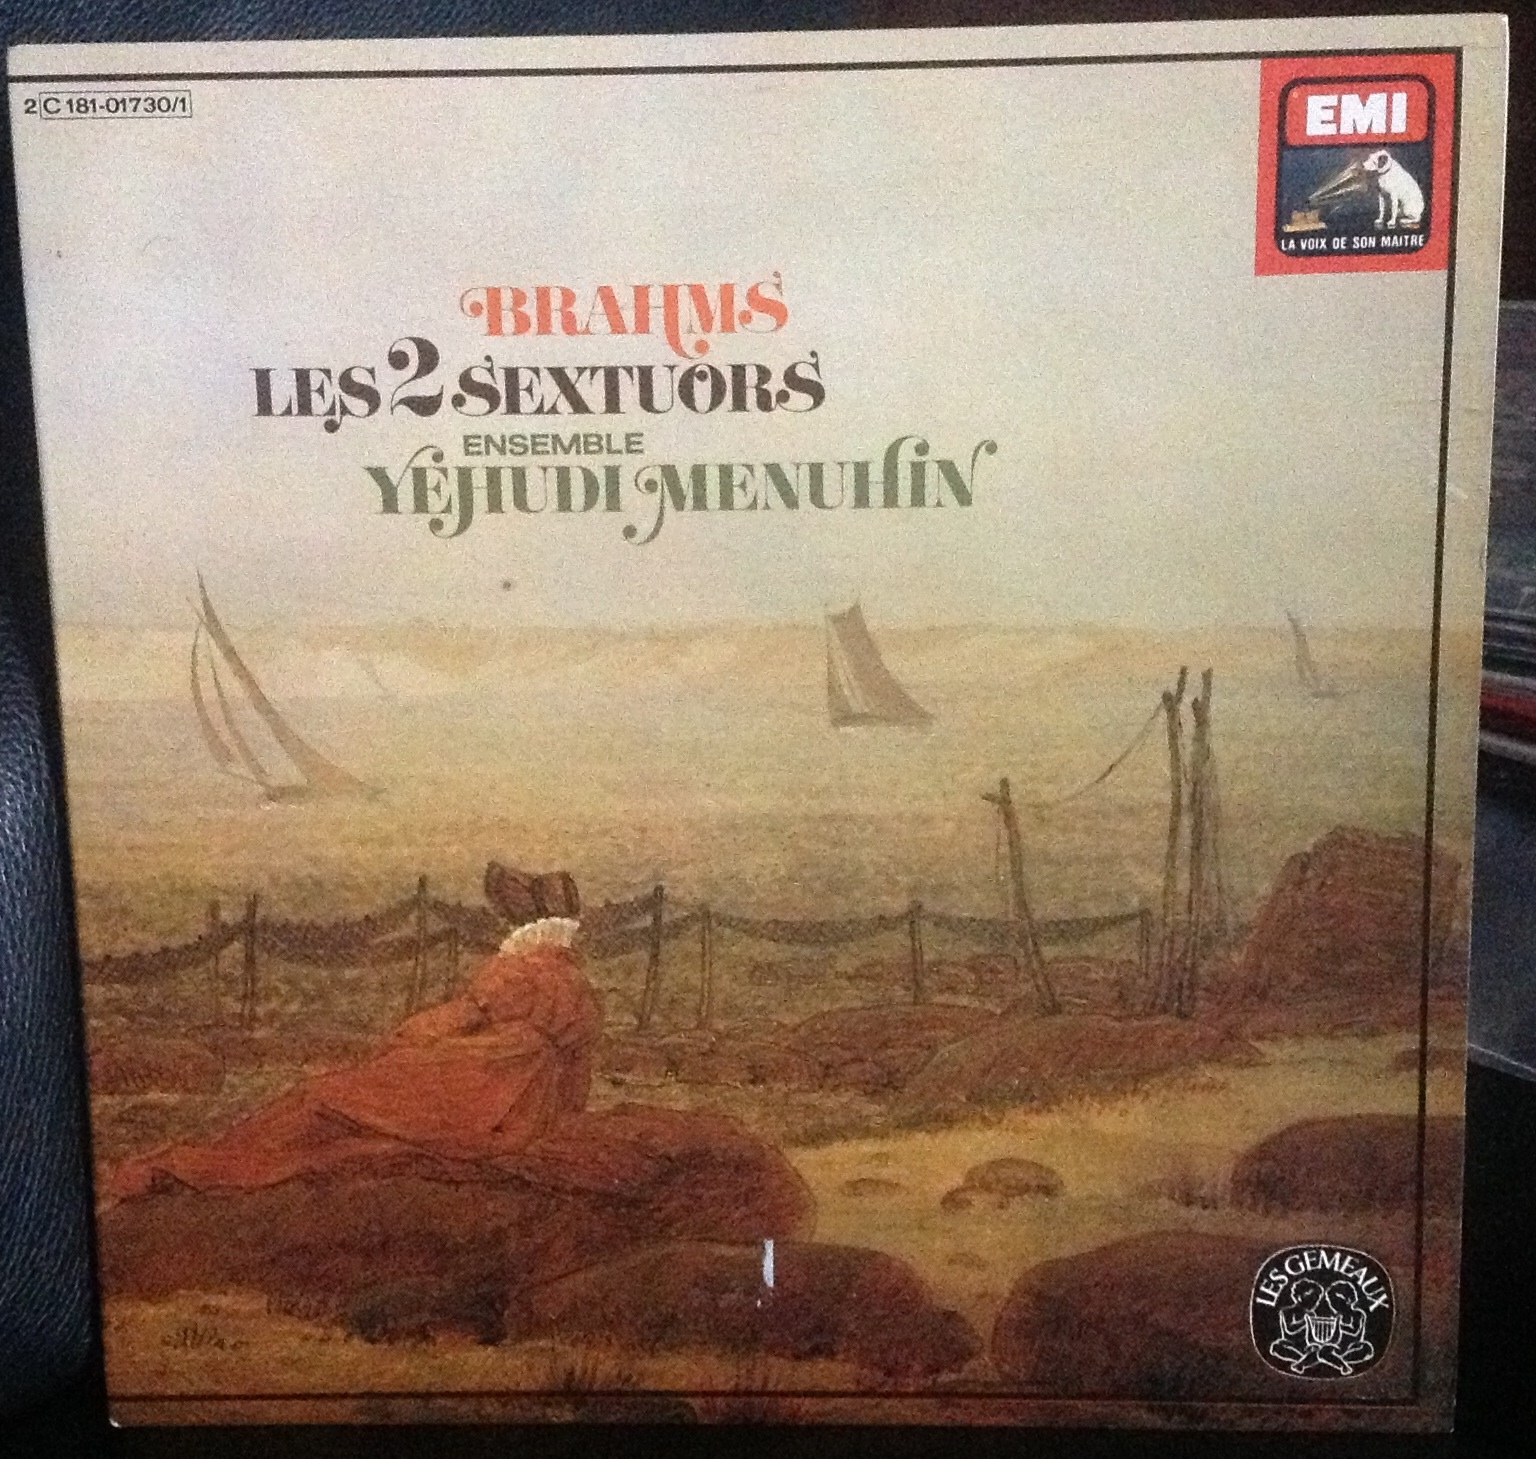 2 C 181-01730/1
EMI
LA VOIX DE SON MAITRE
BRAHMS
LES 2 SEXTUORS
ENSEMBLE
YEHUDI MENUHIN
LES GEMEAUX